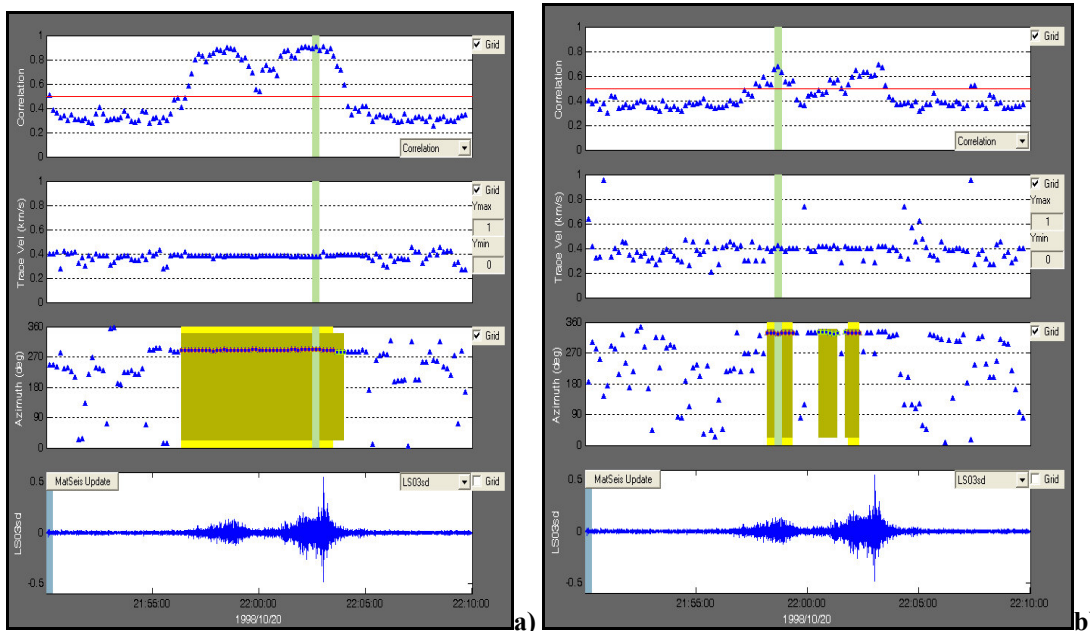 1
0.8
0.6
0.4
0.2
0
Correlation
Grid
Correlation
1
0.8
0.6
0.4
0.2
0
Trace Vel (km/s)
Grid
Ymax
1
Ymin
0
360
270
180
90
0
Azimuth (deg)
Grid
MatSeis Update
LS03sd
Grid
0.5
0
-0.5
LS03sd
21:55:00
22:00:00
22:05:00
22:10:00
1998/10/20
a)
1
0.8
0.6
0.4
0.2
0
Correlation
Grid
Correlation
1
0.8
0.6
0.4
0.2
0
Trace Vel (km/s)
Grid
Ymax
1
Ymin
0
360
270
180
90
0
Azimuth (deg)
Grid
MatSeis Update
LS03sd
Grid
0.5
0
-0.5
LS03sd
21:55:00
22:00:00
22:05:00
22:10:00
1998/10/20
b